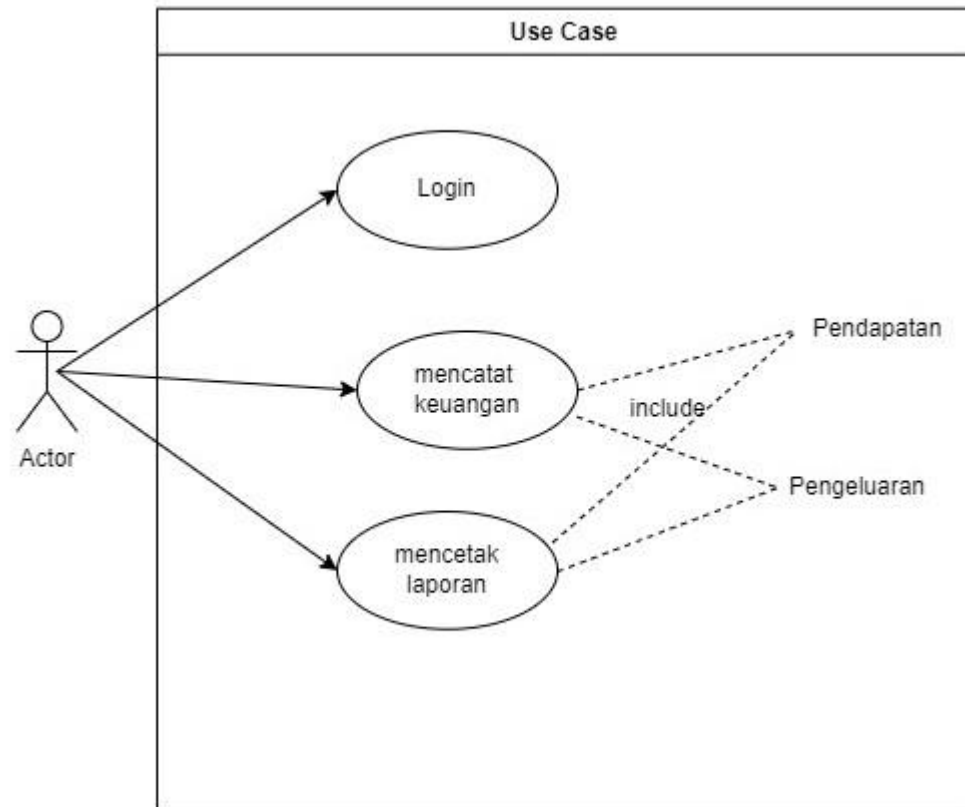 Use Case
Login
Pendapatan
mencatat
keuangan
include
Actor
Pengeluaran
mencetak
laporan